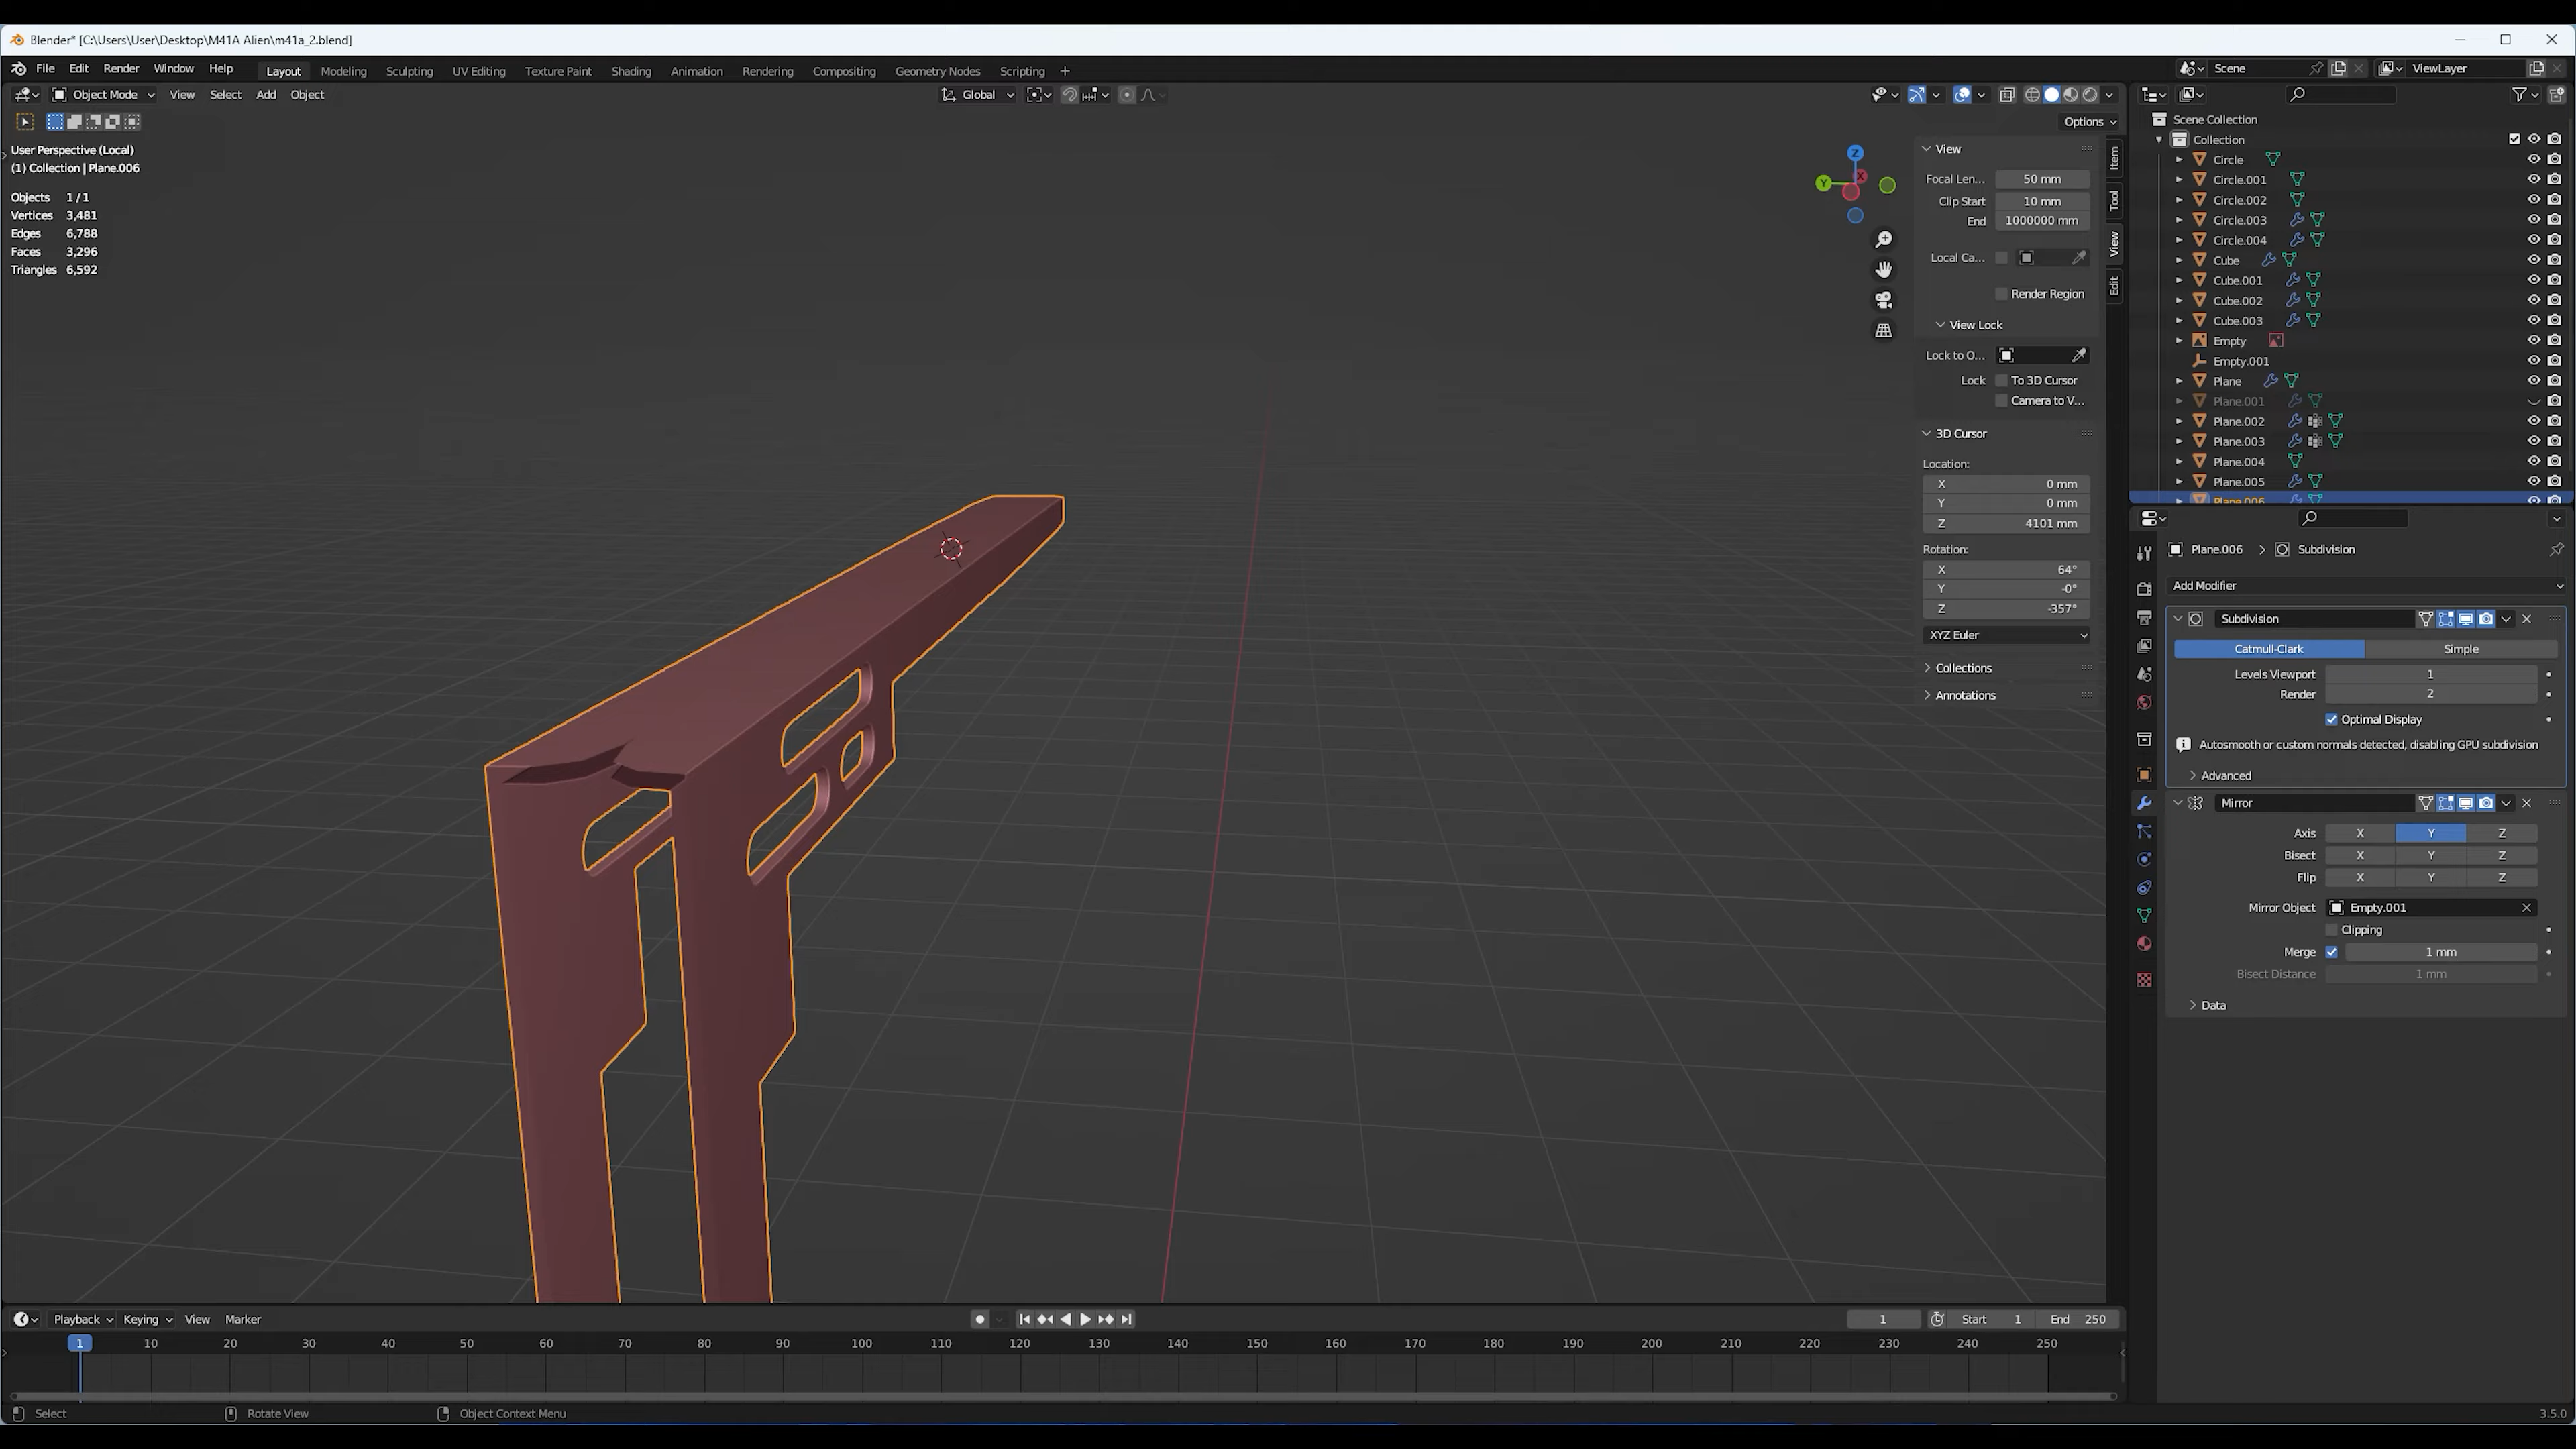 Blender* [C:\Users\User\Desktop\M41A Alien\m41a_2.blend]
File Edit Render Window Help Layout Modeling Sculpting UV Editing Texture Paint Shading Animation Rendering Compositing Geometry Nodes Scripting + Scene ViewLayer
Object Mode View Select Add Object Global
Options
User Perspective (Local)
(1) Collection | Plane.006
Objects 1 / 1
Vertices 3,481
Edges 6,788
Faces 3,296
Triangles 6,592
Z
Y
X
View
Focal Len... 50 mm
Clip Start 10 mm
End 1000000 mm
Local Ca...
Render Region
View Lock
Lock to O...
Lock To 3D Cursor
Camera to V...
3D Cursor
Location:
X 0 mm
Y 0 mm
Z 4101 mm
Rotation:
X 64°
Y -0°
Z -357°
XYZ Euler
Collections
Annotations
Item
Tool
View
Edit
Scene Collection
Collection
Circle
Circle.001
Circle.002
Circle.003
Circle.004
Cube
Cube.001
Cube.002
Cube.003
Empty
Empty.001
Plane
Plane.001
Plane.002
Plane.003
Plane.004
Plane.005
Plane.006
Plane.006 > Subdivision
Add Modifier
Subdivision
Catmull-Clark Simple
Levels Viewport 1
Render 2
Optimal Display
Autosmooth or custom normals detected, disabling GPU subdivision
Advanced
Mirror
Axis X Y Z
Bisect X Y Z
Flip X Y Z
Mirror Object Empty.001
Clipping
Merge 1 mm
Bisect Distance 1 mm
Data
Playback Keying View Marker 1 Start 1 End 250
1 10 20 30 40 50 60 70 80 90 100 110 120 130 140 150 160 170 180 190 200 210 220 230 240 250
Select Rotate View Object Context Menu 3.5.0